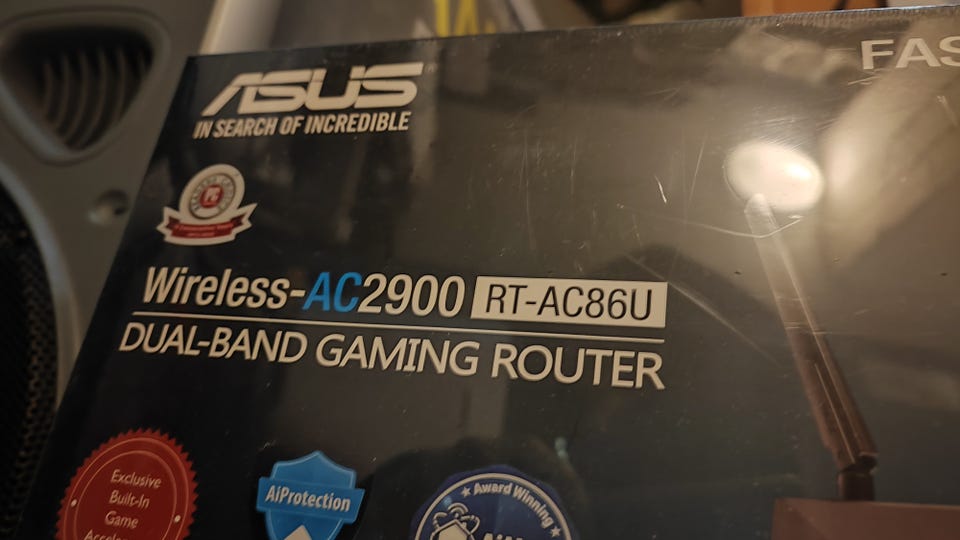 FAS
ASUS
IN SEARCH OF INCREDIBLE
PC
Wireless-AC2900 RT-AC86U
DUAL-BAND GAMING ROUTER
Exclusive
Built-In
Game
AiProtection
Award Winning